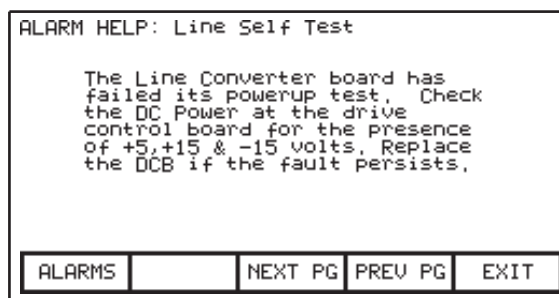 ALARM HELP: Line Self Test
The Line Converter board has
failed its powerup test. Check
the DC Power at the drive
control board for the presence
of +5,+15 & -15 volts. Replace
the DCB if the fault persists.
ALARMS NEXT PG PREV PG EXIT